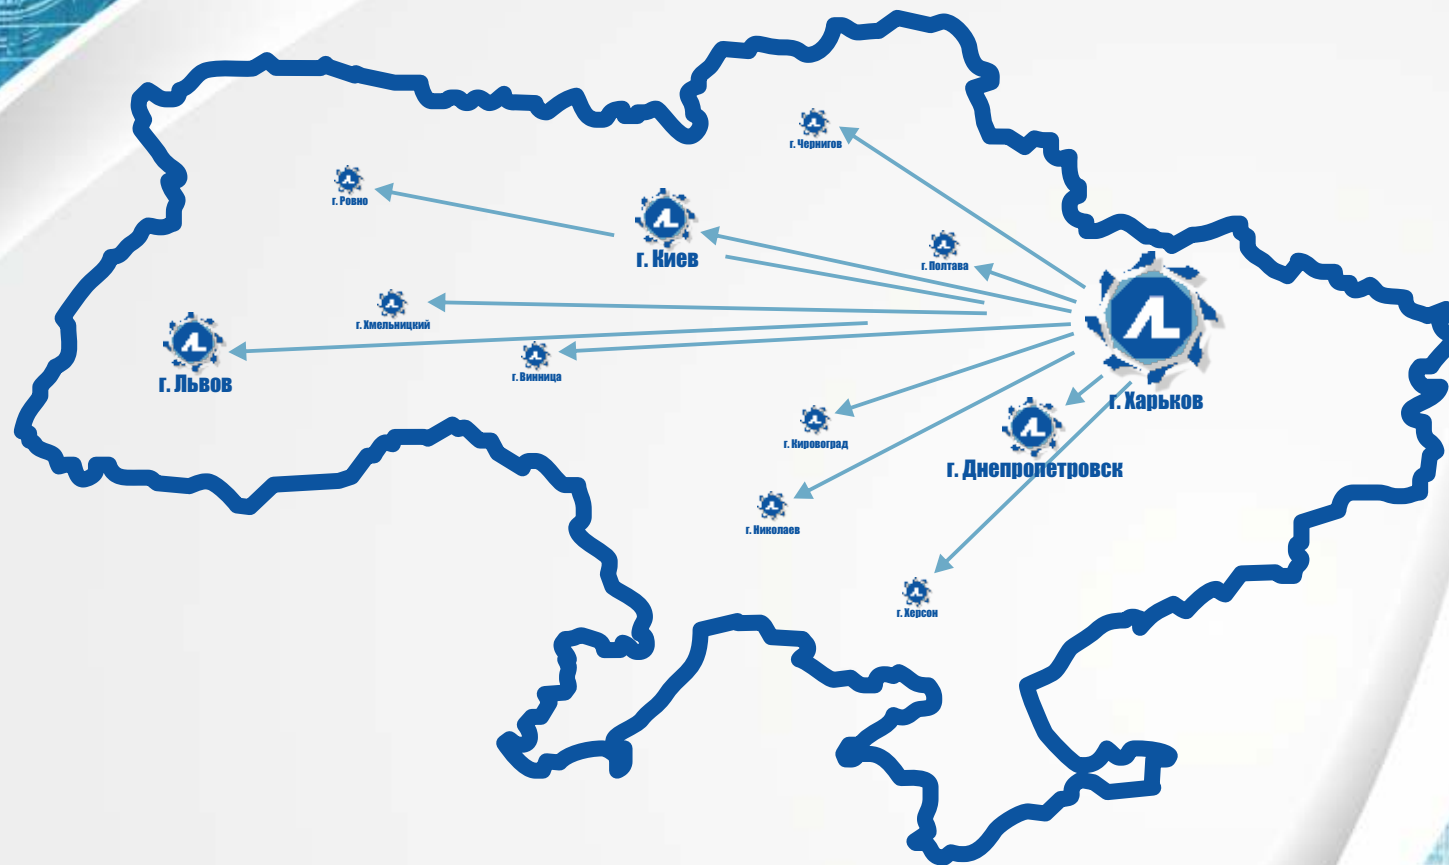 г. Чернигов
г. Ровно
г. Киев
г. Полтава
г. Хмельницкий
г. Львов
г. Винница
г. Харьков
г. Кировоград
г. Днепропетровск
г. Николаев
г. Херсон